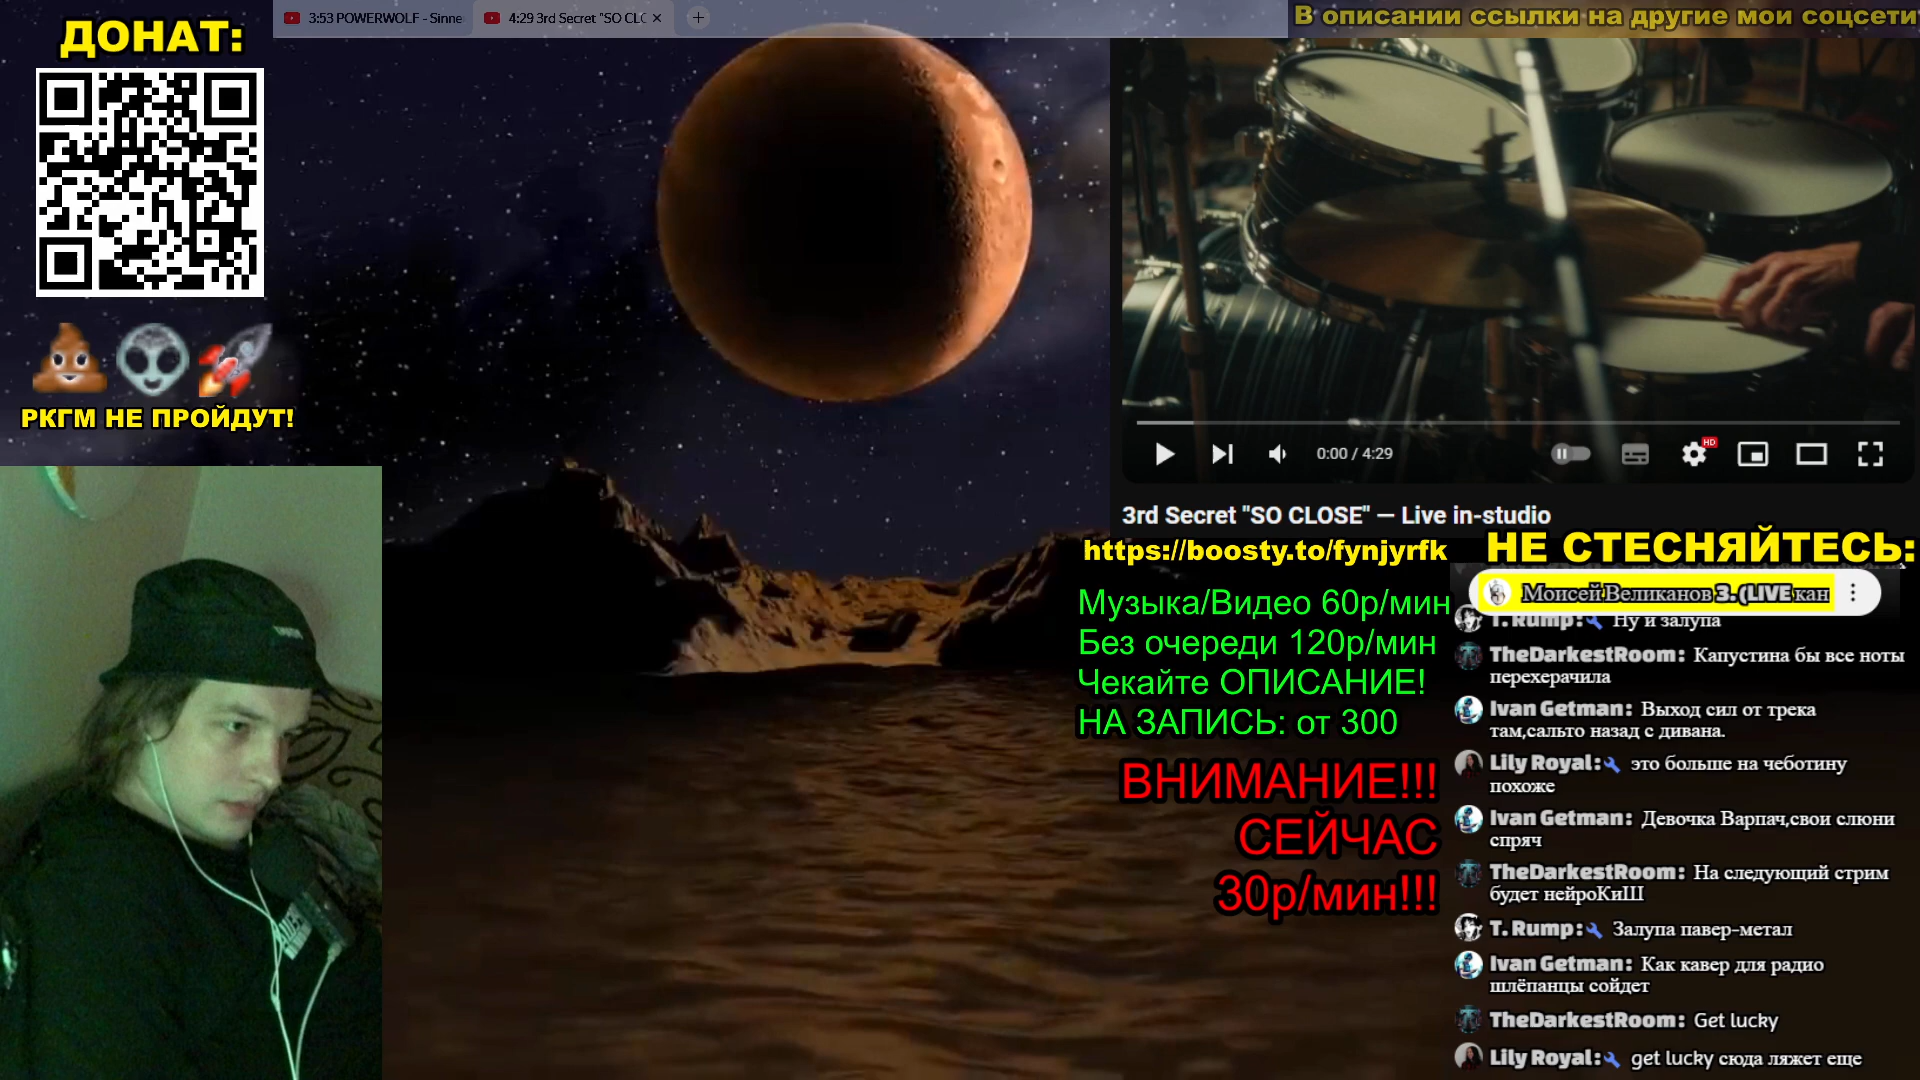 ДОНАТ:
3:53 POWERWOLF - Sinne
4:29 3rd Secret "SO CLO
В описании ссылки на другие мои соцсети
РКГМ НЕ ПРОЙДУТ!
0:00 / 4:29
HD
3rd Secret "SO CLOSE" — Live in-studio
https://boosty.to/fynjyrfk
НЕ СТЕСНЯЙТЕСЬ:
Музыка/Видео 60р/мин
Без очереди 120р/мин
Чекайте ОПИСАНИЕ!
НА ЗАПИСЬ: от 300
ВНИМАНИЕ!!!
СЕЙЧАС
30р/мин!!!
Моисей Великанов 3. (LIVE кан
T. Rump: Ну и залупа
TheDarkestRoom: Капустина бы все ноты
перехерачила
Ivan Getman: Выход сил от трека
там,сальто назад с дивана.
Lily Royal: это больше на чеботину
похоже
Ivan Getman: Девочка Варпач,свои слюни
спряч
TheDarkestRoom: На следующий стрим
будет нейроКиШ
T. Rump: Залупа павер-метал
Ivan Getman: Как кавер для радио
шлёпанцы сойдет
TheDarkestRoom: Get lucky
Lily Royal: get lucky сюда ляжет еще